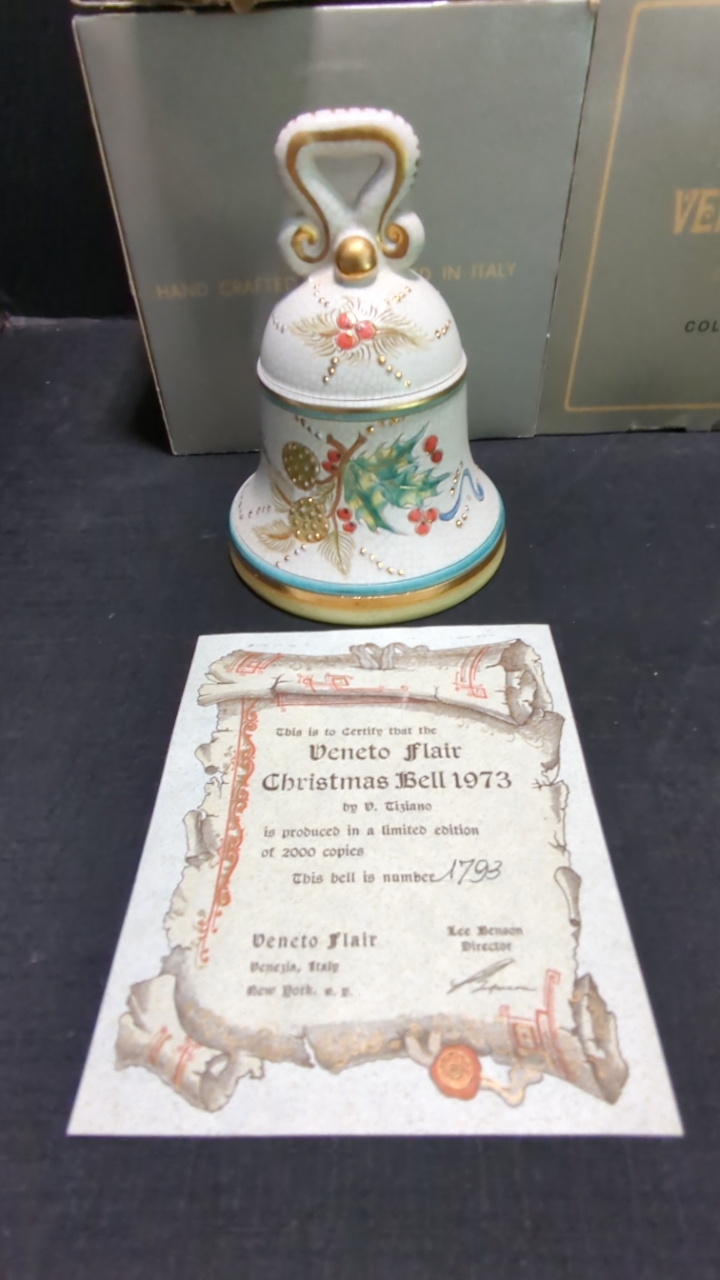 HAND CRAFTED D IN ITALY
VE
COL
This is to Certify that the
Veneto Flair
Christmas Bell 1973
by V. Tiziano
is produced in a limited edition
of 2000 copies
This bell is number 1793
Veneto Flair
Venezia, Italy
New York, n. y.
Lee Benson
Director